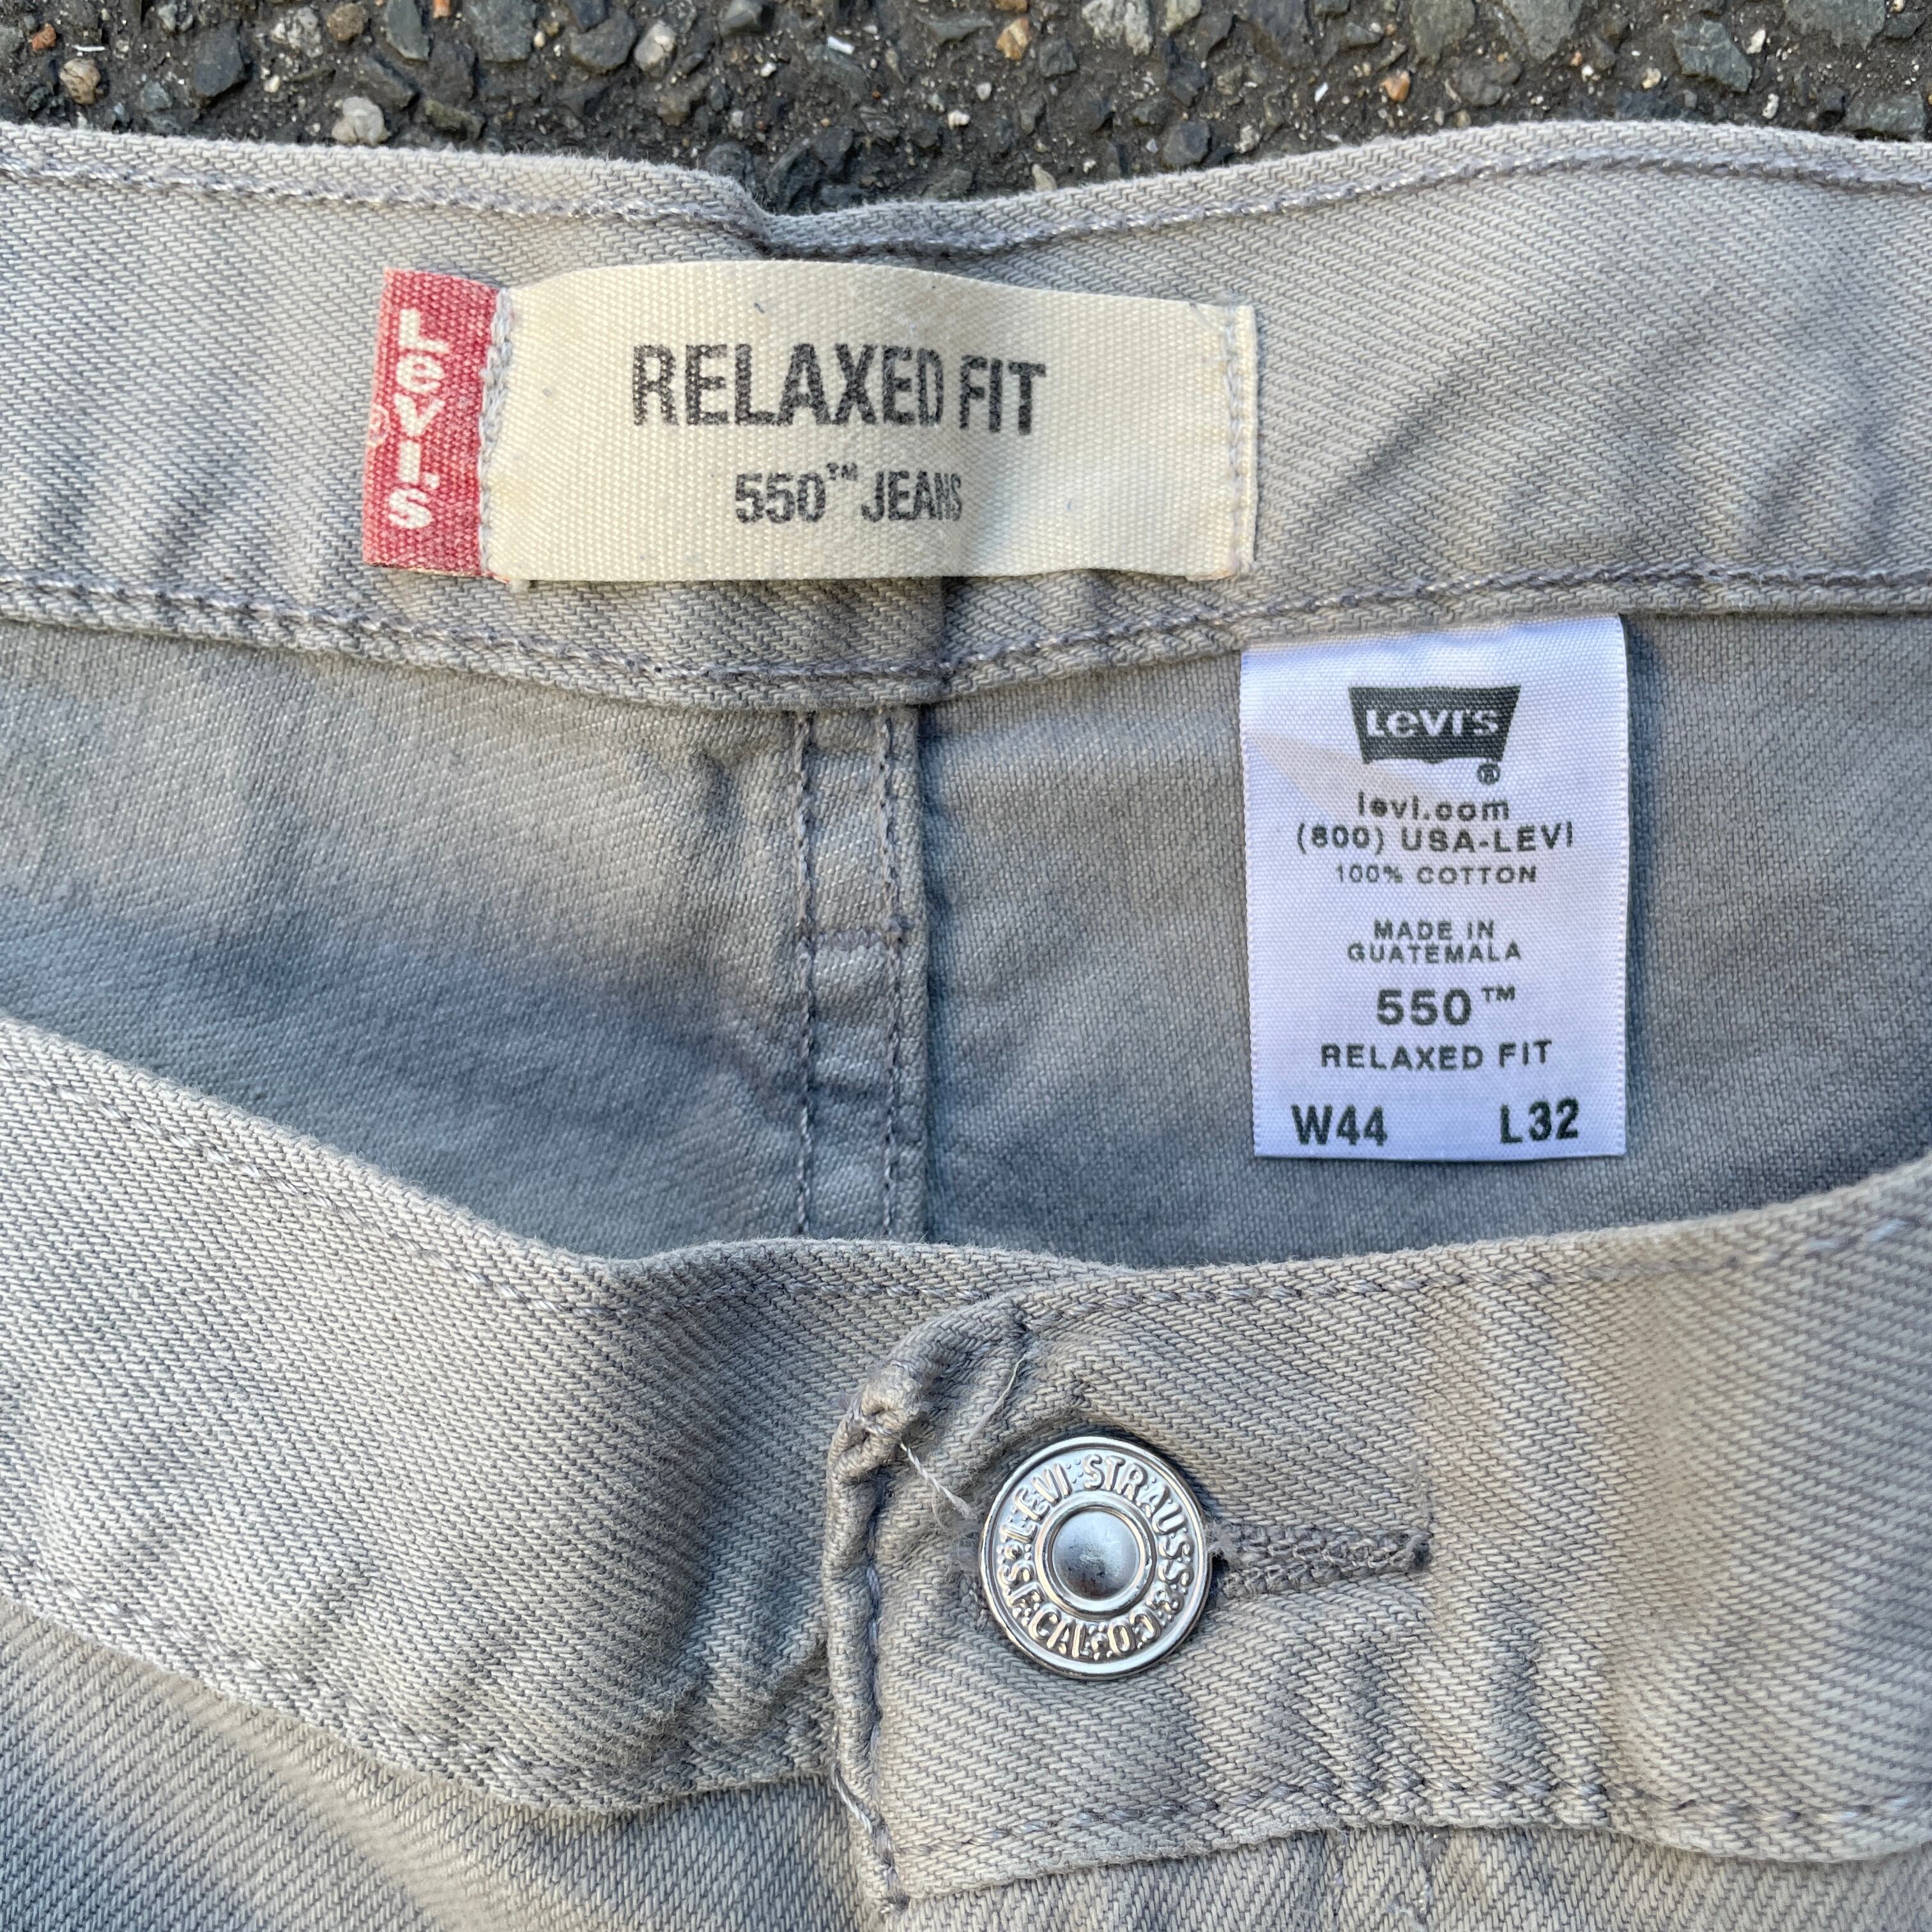 Levi's
®
RELAXED FIT
550™ JEANS
Levi's
®
levi.com
(800) USA-LEVI
100% COTTON
MADE IN
GUATEMALA
550™
RELAXED FIT
W44 L32
LEVI STRAUSS & CO S.F. CAL